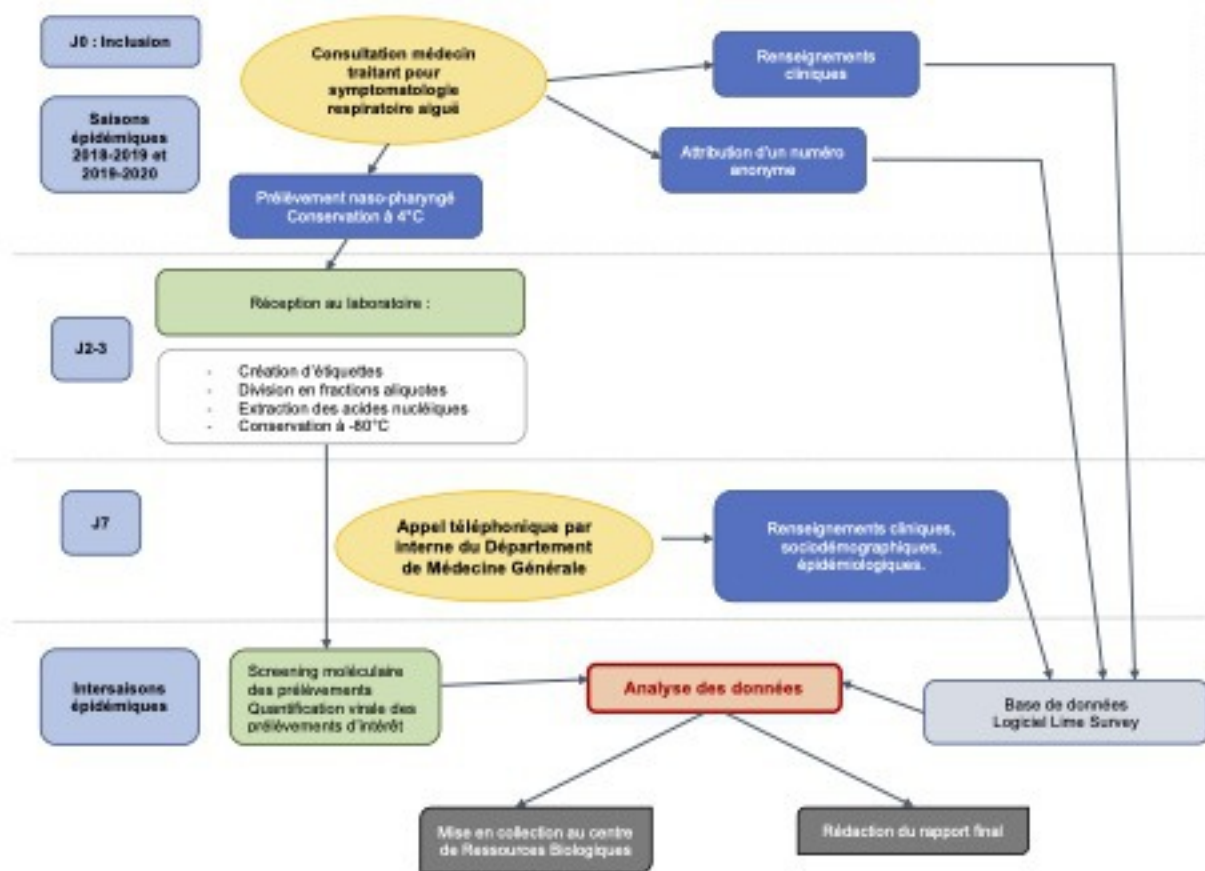 J0 : Inclusion
Consultation médecin
traitant pour
symptomatologie
respiratoire aiguë
Renseignements
cliniques
Saisons
épidémiques
2018-2019 et
2019-2020
Attribution d'un numéro
anonyme
Prélèvement naso-pharyngé
Conservation à 4°C
Réception au laboratoire :
J2-3
- Création d'étiquettes
- Division en fractions aliquotes
- Extraction des acides nucléiques
- Conservation à -80°C
J7
Appel téléphonique par
interne du Département
de Médecine Générale
Renseignements cliniques,
sociodémographiques,
épidémiologiques.
Intersaisons
épidémiques
Screening moléculaire
des prélèvements
Quantification virale des
prélèvements d'intérêt
Analyse des données
Base de données
Logiciel Lime Survey
Mise en collection au centre
de Ressources Biologiques
Rédaction du rapport final